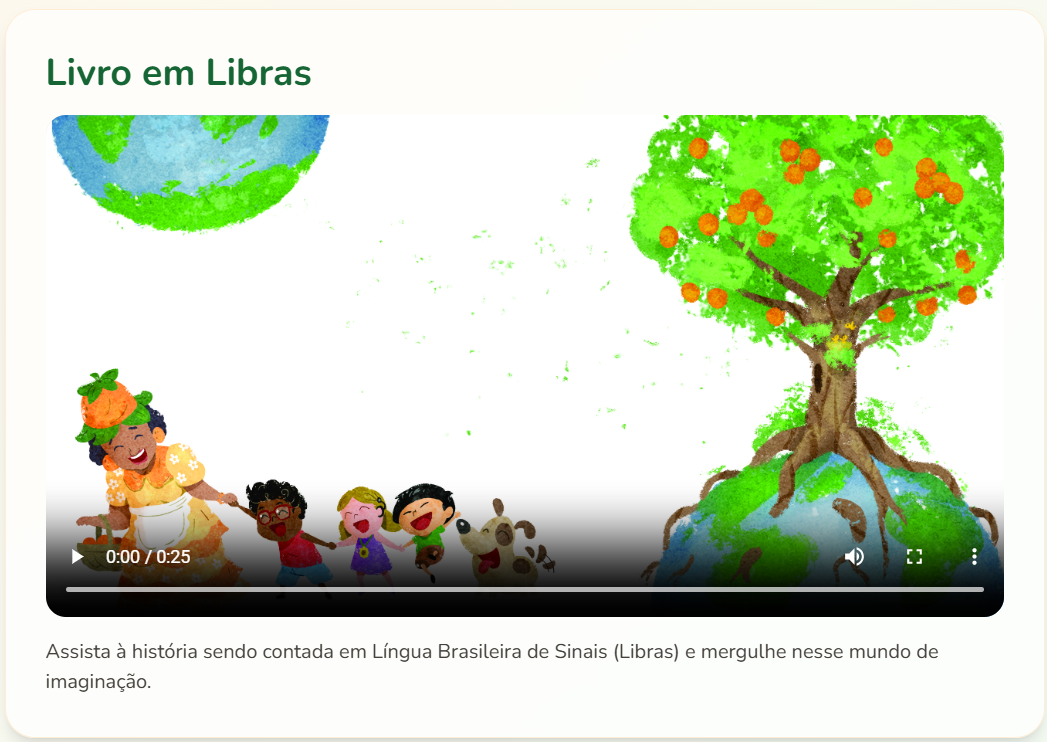 Livro em Libras
0:00 / 0:25
Assista à história sendo contada em Língua Brasileira de Sinais (Libras) e mergulhe nesse mundo de
imaginação.